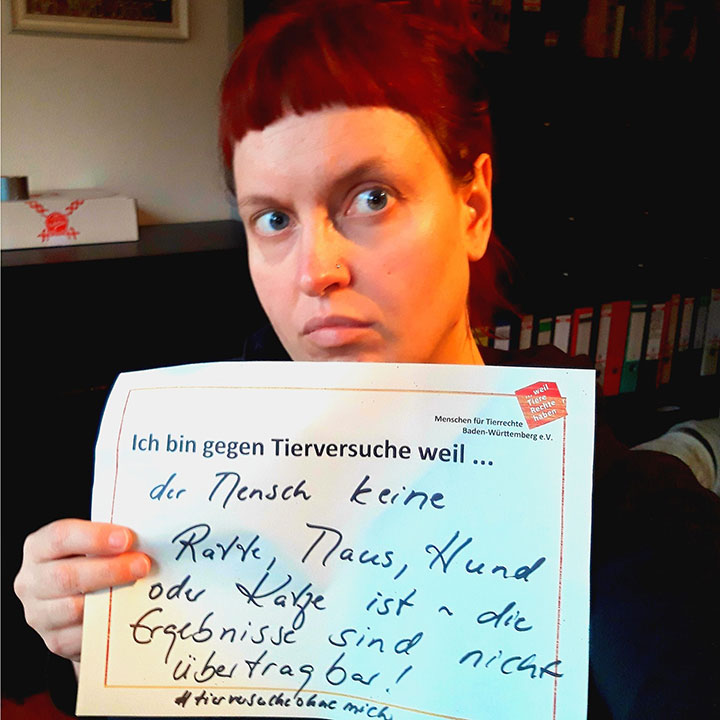 ... weil
Tiere
Rechte
haben
Menschen für Tierrechte
Baden-Württemberg e.V.
Ich bin gegen Tierversuche weil ...
der Mensch keine
Ratte, Maus, Hund
oder Katze ist ~ die
Ergebnisse sind nicht
übertragbar!
#tierversucheohnemich